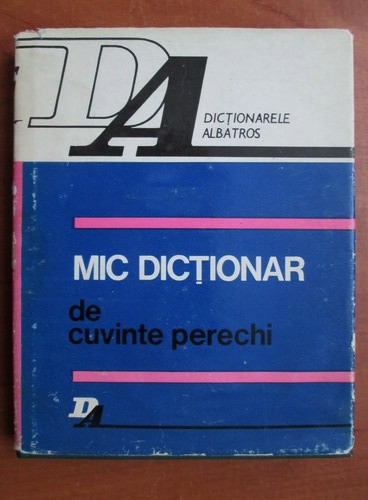 DA
DICȚIONARELE
ALBATROS
MIC DICȚIONAR
de
cuvinte perechi
DA